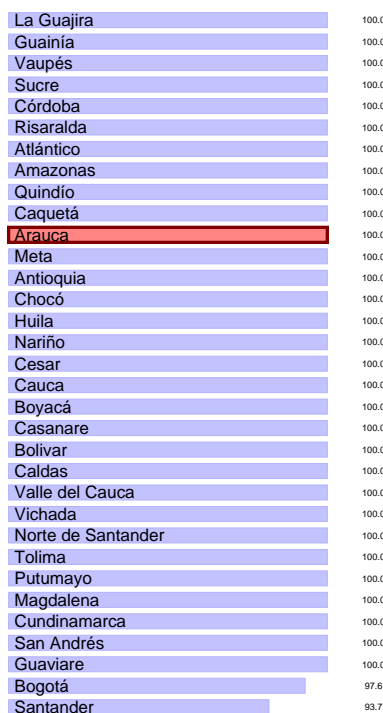 La Guajira 100.0
Guainía 100.0
Vaupés 100.0
Sucre 100.0
Córdoba 100.0
Risaralda 100.0
Atlántico 100.0
Amazonas 100.0
Quindío 100.0
Caquetá 100.0
Arauca 100.0
Meta 100.0
Antioquia 100.0
Chocó 100.0
Huila 100.0
Nariño 100.0
Cesar 100.0
Cauca 100.0
Boyacá 100.0
Casanare 100.0
Bolivar 100.0
Caldas 100.0
Valle del Cauca 100.0
Vichada 100.0
Norte de Santander 100.0
Tolima 100.0
Putumayo 100.0
Magdalena 100.0
Cundinamarca 100.0
San Andrés 100.0
Guaviare 100.0
Bogotá 97.6
Santander 93.7